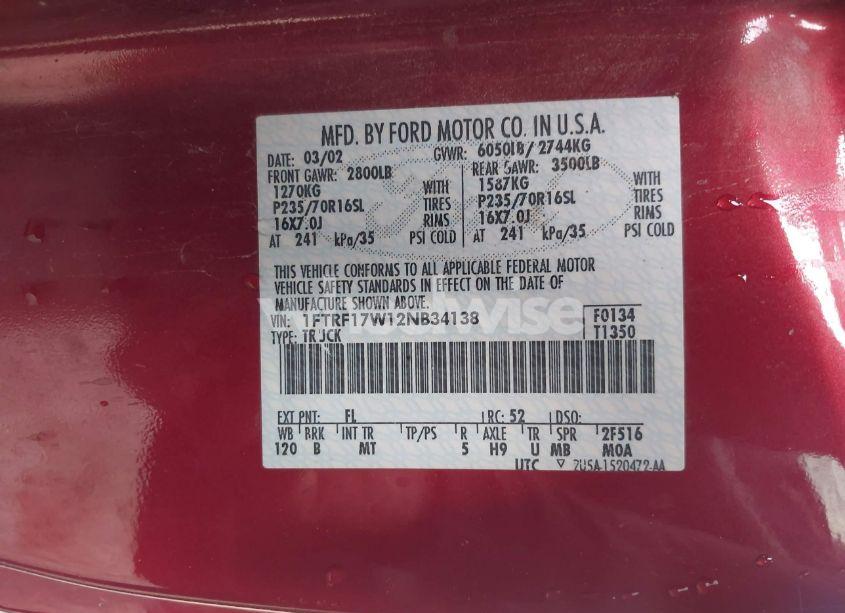 MFD. BY FORD MOTOR CO. IN U.S.A.
DATE: 03/02 GVWR: 6050LB / 2744KG
FRONT GAWR: 2800LB REAR GAWR: 3500LB
1270KG WITH 1587KG WITH
P235/70R16SL TIRES P235/70R16SL TIRES
16X7.0J RIMS 16X7.0J RIMS
AT 241 kPa/35 PSI COLD AT 241 kPa/35 PSI COLD
THIS VEHICLE CONFORMS TO ALL APPLICABLE FEDERAL MOTOR
VEHICLE SAFETY STANDARDS IN EFFECT ON THE DATE OF
MANUFACTURE SHOWN ABOVE.
VIN: 1FTRF17W12NB34138 F0134
TYPE: TRUCK T1350
EXT PNT: FL RC: 52 DSO:
WB BRK INT TR TP/PS R AXLE TR SPR 2F516
120 B MT 5 H9 U MB MOA
UTC ▽ 7U5A-1520472-AA